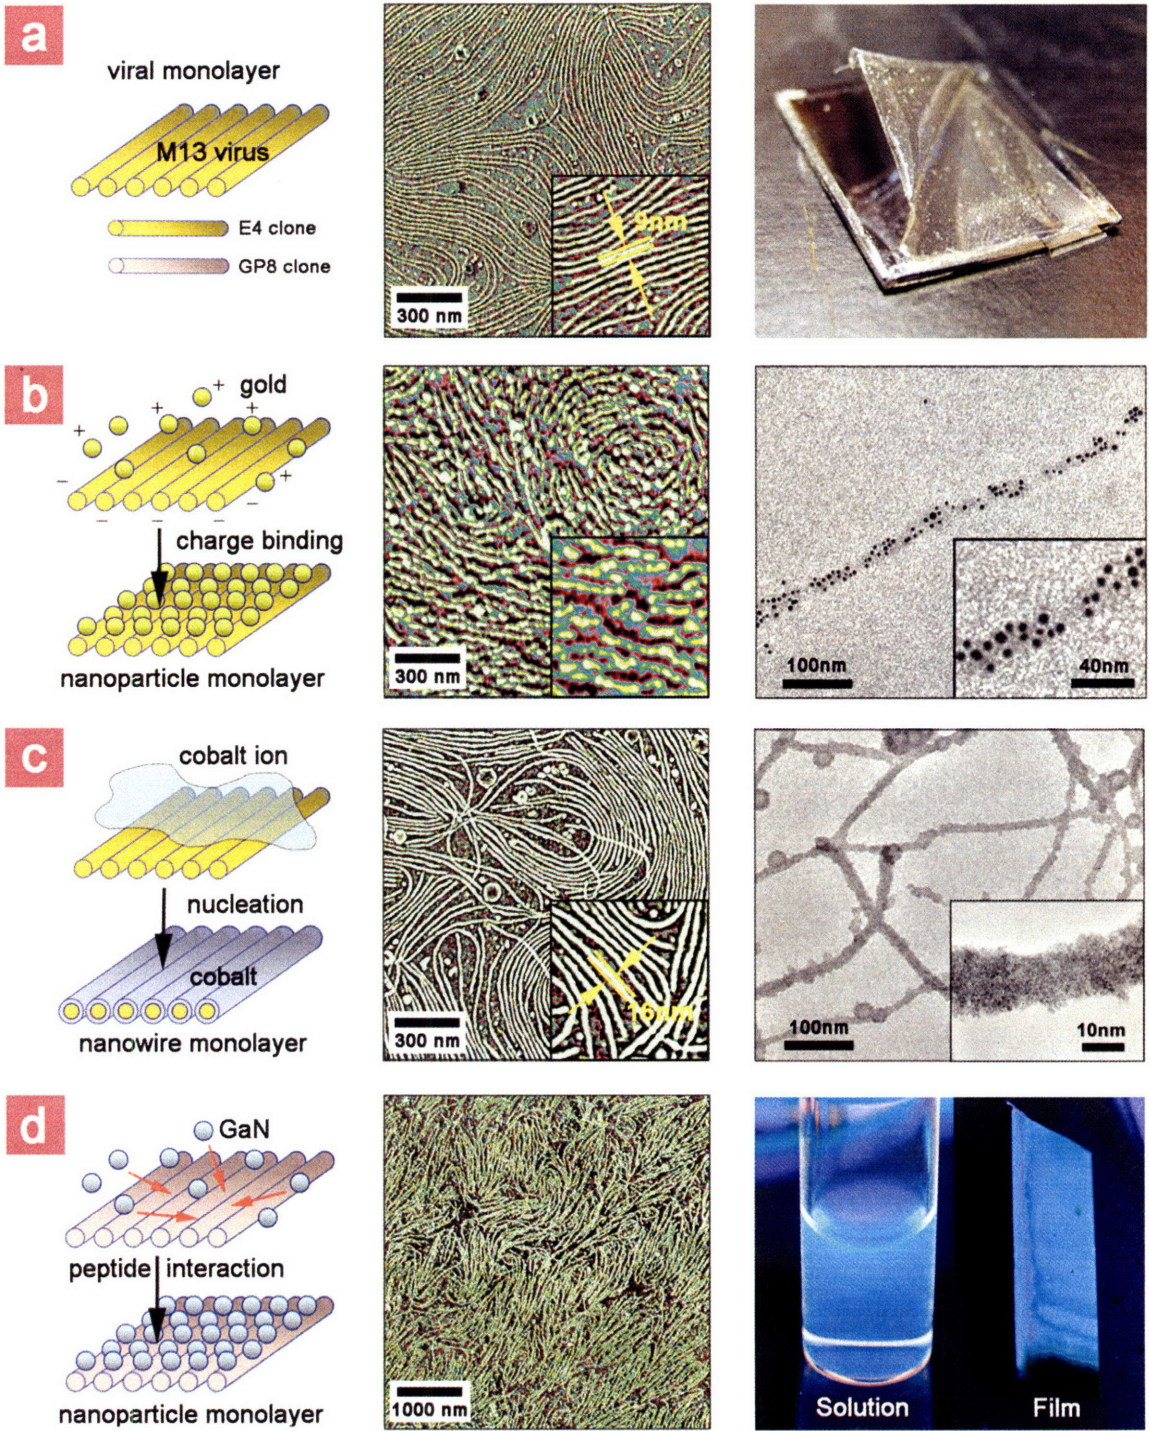 a
viral monolayer
M13 virus
E4 clone
GP8 clone
300 nm
9nm
b
gold
+
+
+
+
+
−
−
−
−
−
charge binding
nanoparticle monolayer
300 nm
100nm
40nm
c
cobalt ion
nucleation
cobalt
nanowire monolayer
300 nm
16nm
100nm
10nm
d
GaN
peptide interaction
nanoparticle monolayer
1000 nm
Solution
Film